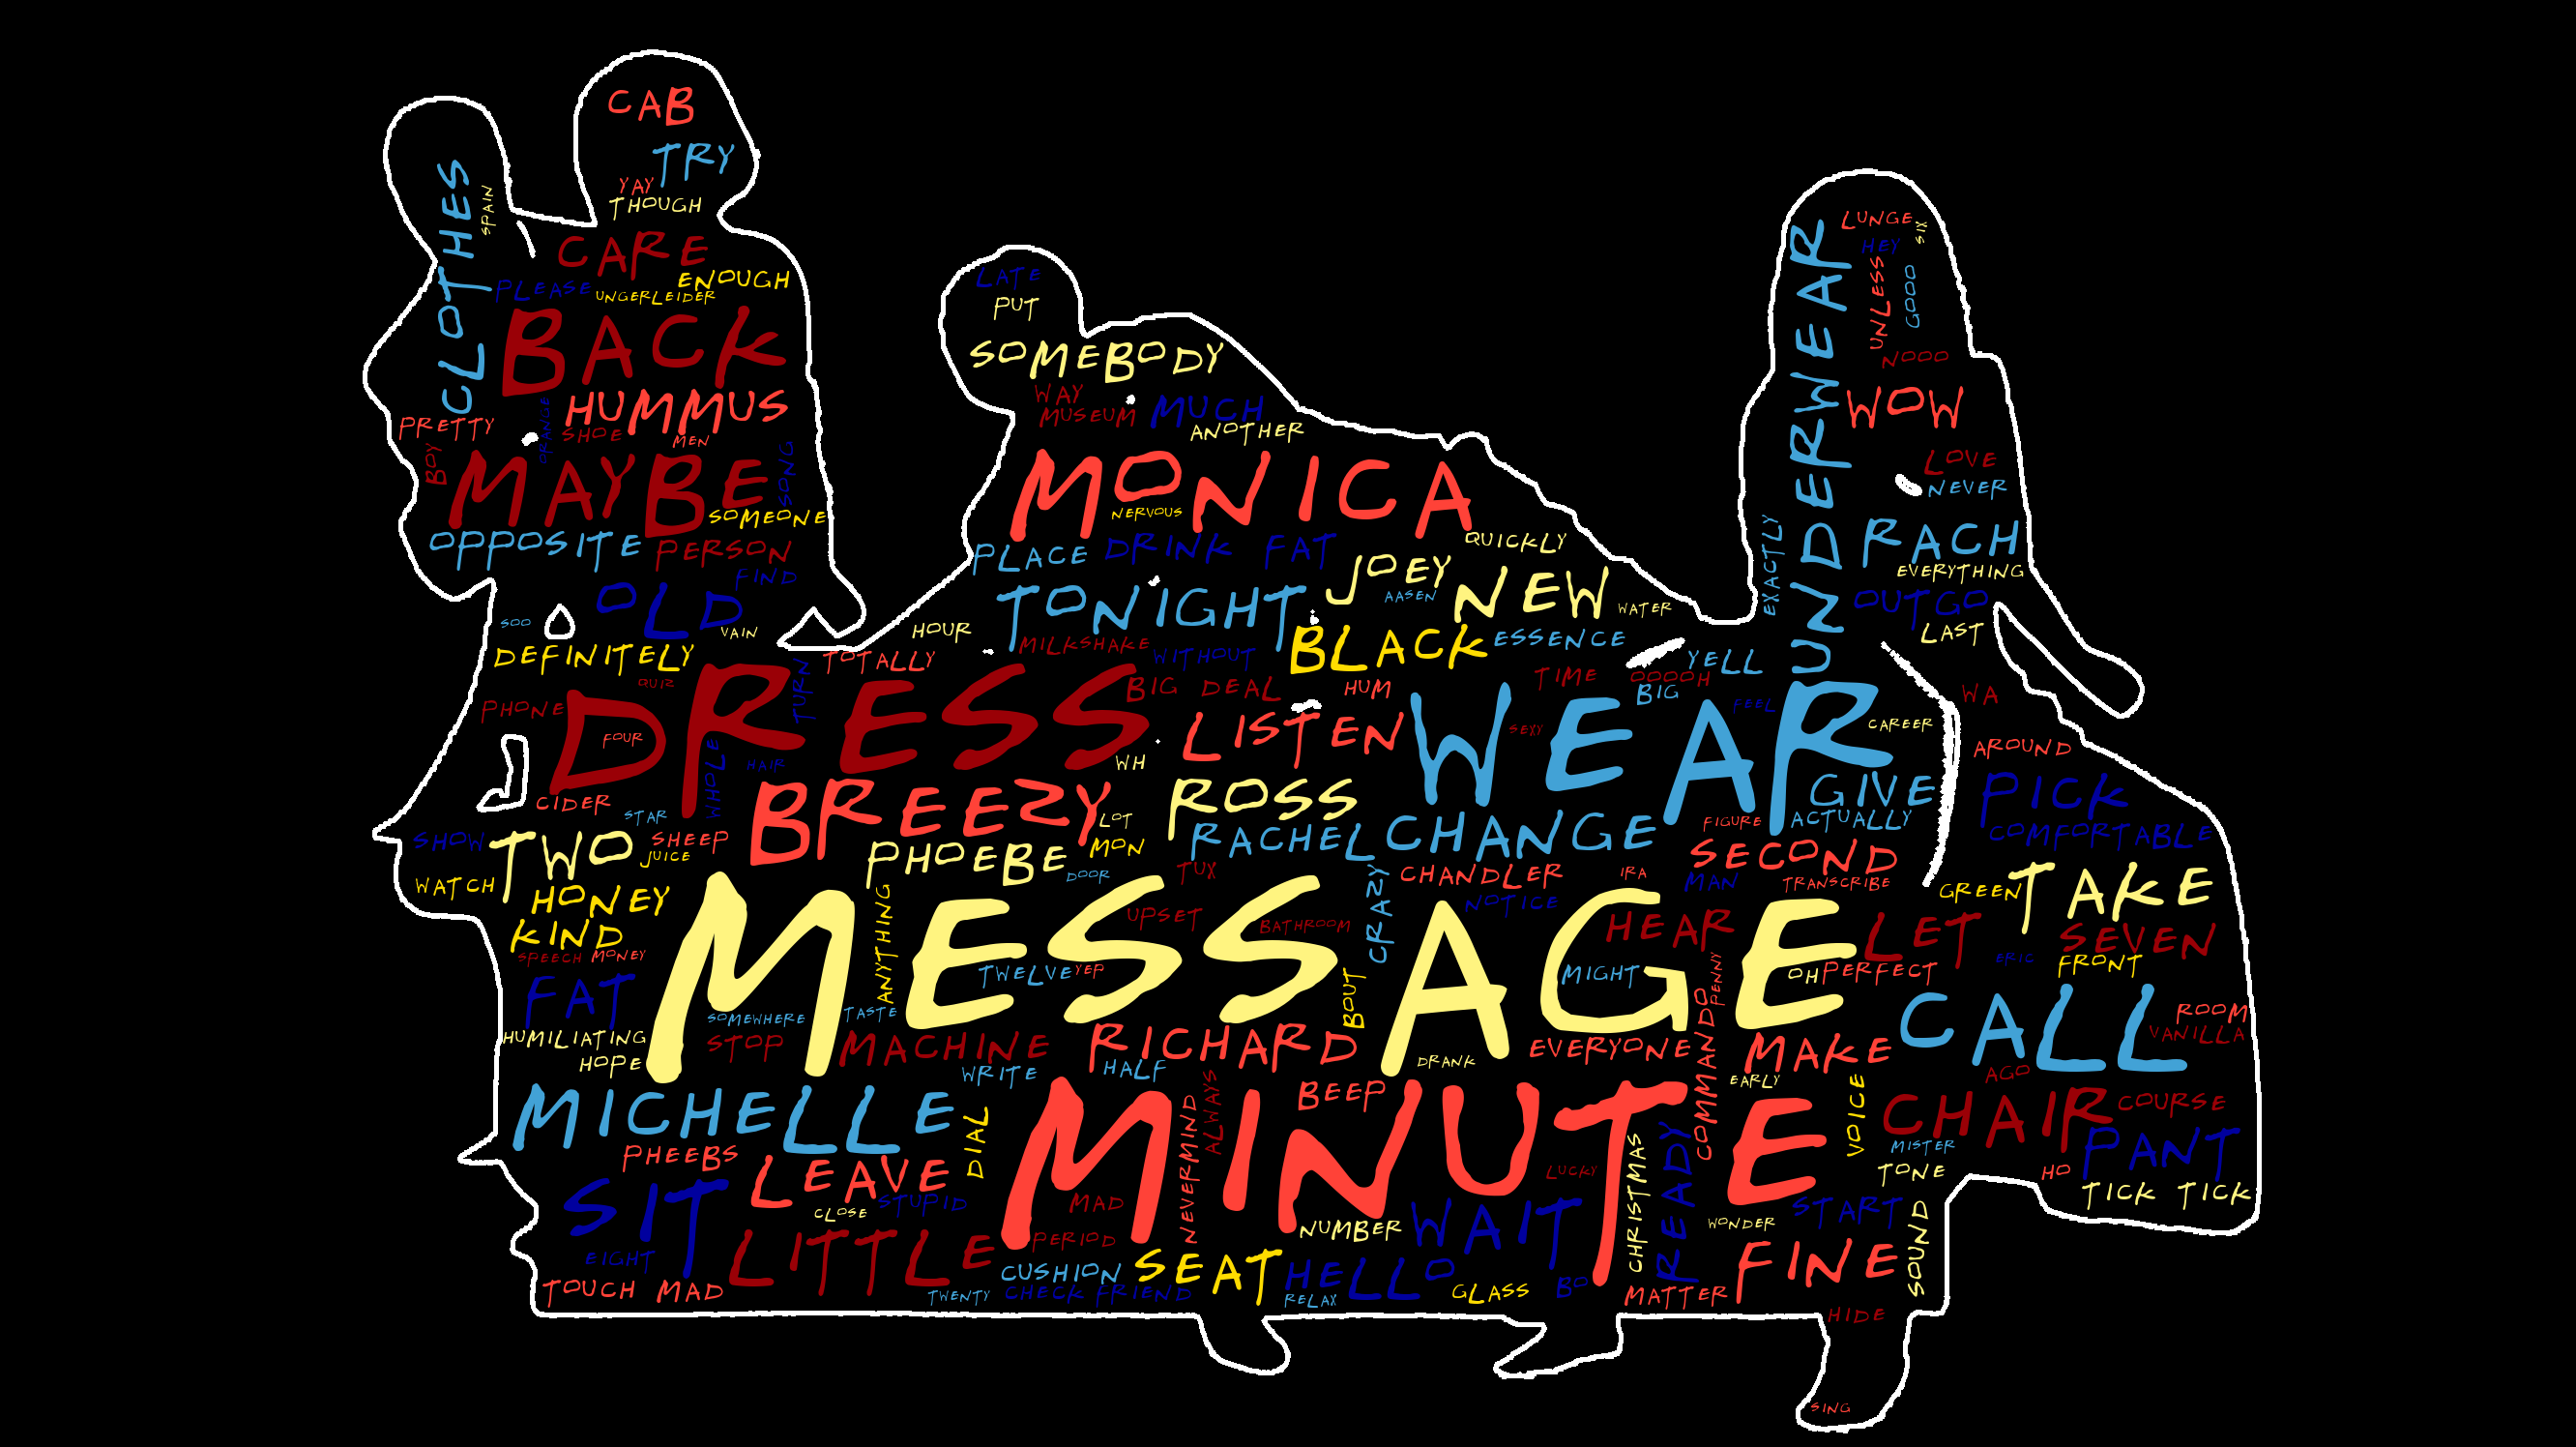 CAB
TRY
YAY
THOUGH
CLOTHES
SPAIN
CARE
ENOUGH
PLEASE
UNGERLEIDER
BACK
HUMMUS
PRETTY
ORANGE
SHOE
MEN
BOY
MAYBE
SONG
SOMEONE
OPPOSITE
PERSON
FIND
OLD
SOO
VAIN
DEFINITELY
LATE
PUT
SOMEBODY
WAY
MUSEUM
MUCH
ANOTHER
MONICA
NERVOUS
QUICKLY
PLACE
DRINK
FAT
JOEY
NEW
AASEN
WATER
TONIGHT
HOUR
MILKSHAKE
WITHOUT
BLACK
ESSENCE
LUNGE
SIX
HEY
UNLESS
GOOD
NOOO
UNDERWEAR
WOW
LOVE
NEVER
EXACTLY
RACH
EVERYTHING
OUTGO
LAST
YELL
TOTALLY
QUIZ
TURN
PHONE
DRESS
FOUR
WHOLE
HAIR
BIG DEAL
HUM
TIME
OOOOH
BIG
FEEL
WA
LISTEN
WEAR
SEXY
CAREER
AROUND
WH
CIDER
STAR
BREEZY
LOT
ROSS
GIVE
PICK
SHOW
TWO
SHEEP
JUICE
PHOEBE
MON
RACHEL
CHANGE
FIGURE
ACTUALLY
COMFORTABLE
SECOND
DOOR
TUX
CRAZY
CHANDLER
IRA
MAN
TRANSCRIBE
WATCH
HONEY
NOTICE
GREEN
TAKE
KIND
SPEECH
MONEY
ANYTHING
MESSAGE
UPSET
BATHROOM
HEAR
LET
SEVEN
ERIC
FRONT
TWELVE
YEP
BOUT
MIGHT
PENNY
OH
PERFECT
FAT
SOMEWHERE
TASTE
CALL
ROOM
VANILLA
HUMILIATING
HOPE
STOP
MACHINE
RICHARD
DRANK
EVERYONE
COMMANDO
MAKE
WRITE
HALF
EARLY
AGO
MICHELLE
DIAL
NEVERMIND
ALWAYS
BEEP
MINUTE
VOICE
CHAIR
COURSE
MISTER
PANT
PHEEBS
LEAVE
LUCKY
CHRISTMAS
READY
TONE
HO
TICK TICK
SIT
STUPID
CLOSE
MAD
NUMBER
WAIT
WONDER
START
SOUND
EIGHT
LITTLE
PERIOD
CUSHION
SEAT
HELLO
FINE
TOUCH
MAD
TWENTY
CHECK
FRIEND
RELAX
GLASS
BO
MATTER
HIDE
SING